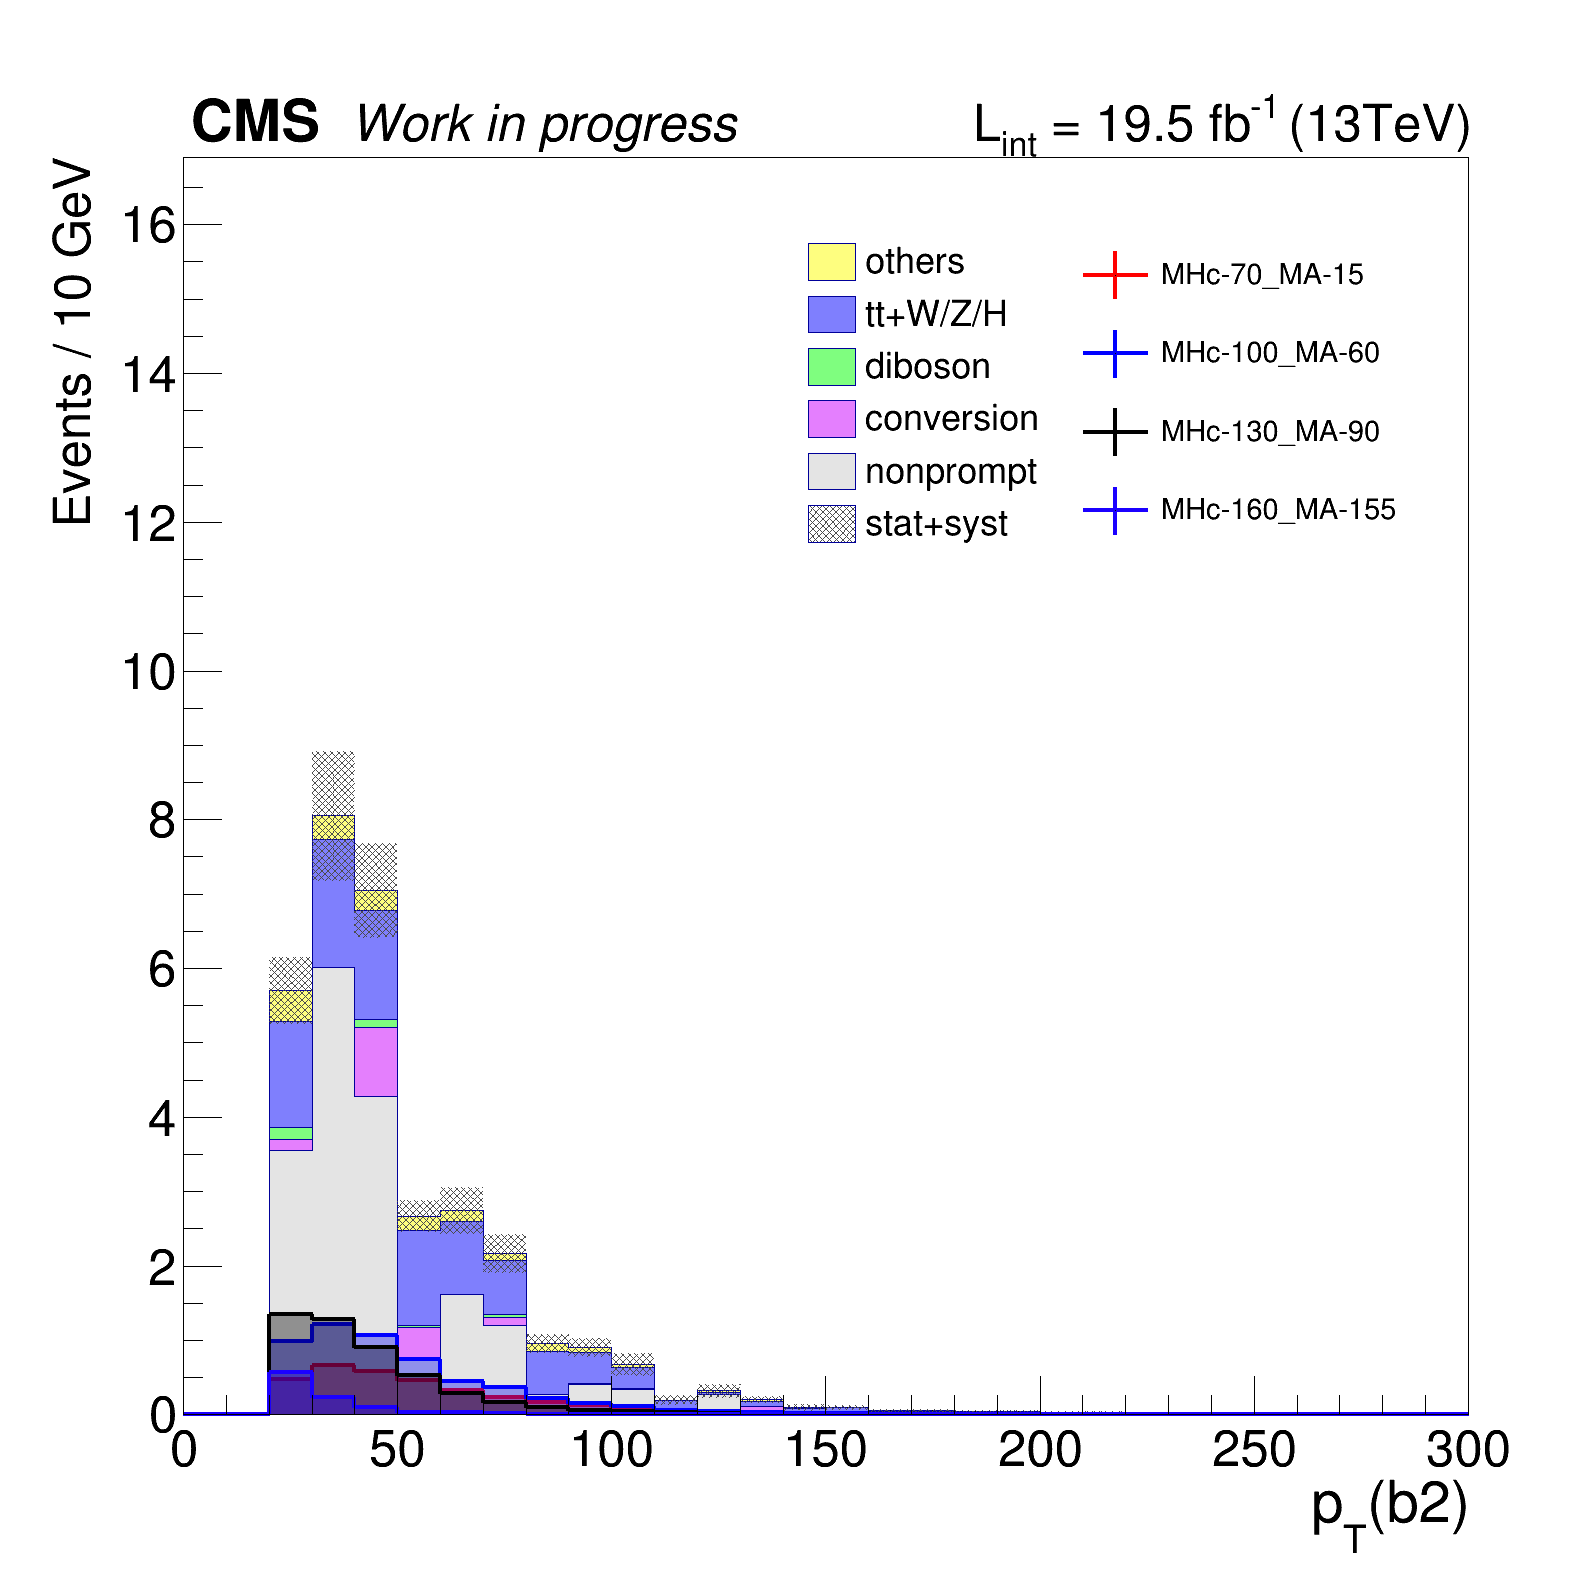 CMS Work in progress
L_int = 19.5 fb^-1 (13TeV)
Events / 10 GeV
16
14
12
10
8
6
4
2
0
others
tt+W/Z/H
diboson
conversion
nonprompt
stat+syst
MHc-70_MA-15
MHc-100_MA-60
MHc-130_MA-90
MHc-160_MA-155
0 50 100 150 200 250 300
p_T(b2)